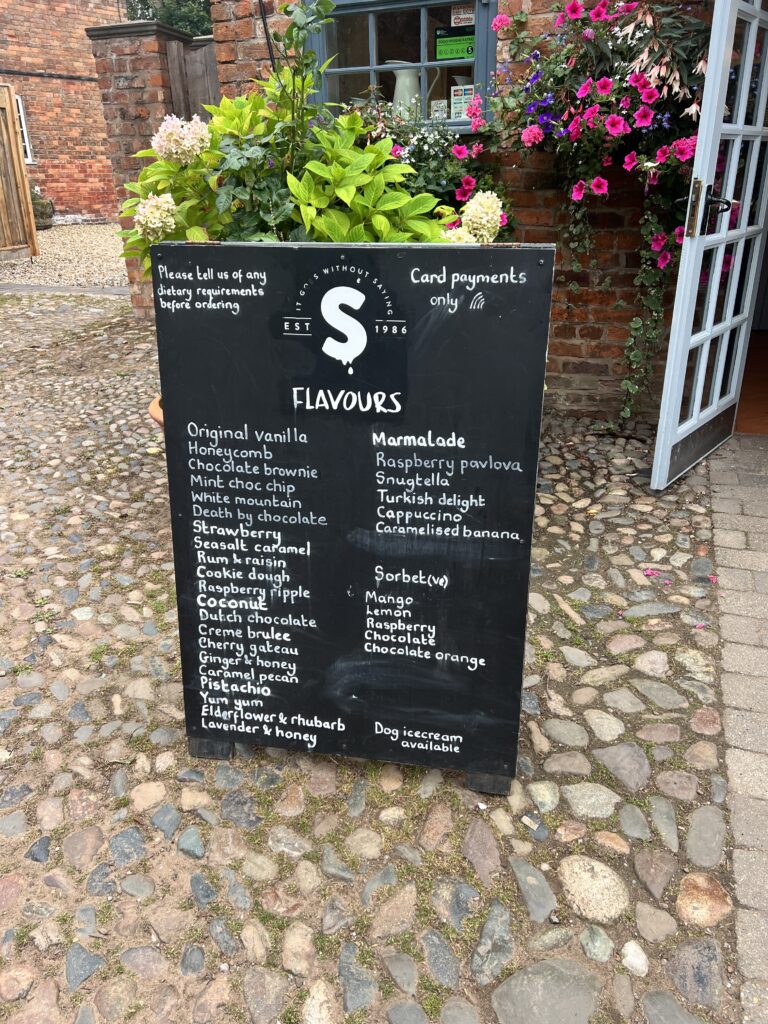 Please tell us of any
dietary requirements
before ordering
IT GOES WITHOUT SAYING
S
EST 1986
Card payments
only
FLAVOURS
Original vanilla
Honeycomb
Chocolate brownie
Mint choc chip
White mountain
Death by chocolate
Strawberry
Seasalt caramel
Rum & raisin
Cookie dough
Raspberry ripple
Coconut
Dutch chocolate
Creme brulee
Cherry gateau
Ginger & honey
Caramel pecan
Pistachio
Yum yum
Elderflower & rhubarb
Lavender & honey
Marmalade
Raspberry pavlova
Snugtella
Turkish delight
Cappuccino
Caramelised banana
Sorbet(ve)
Mango
Lemon
Raspberry
Chocolate
Chocolate orange
Dog icecream
available